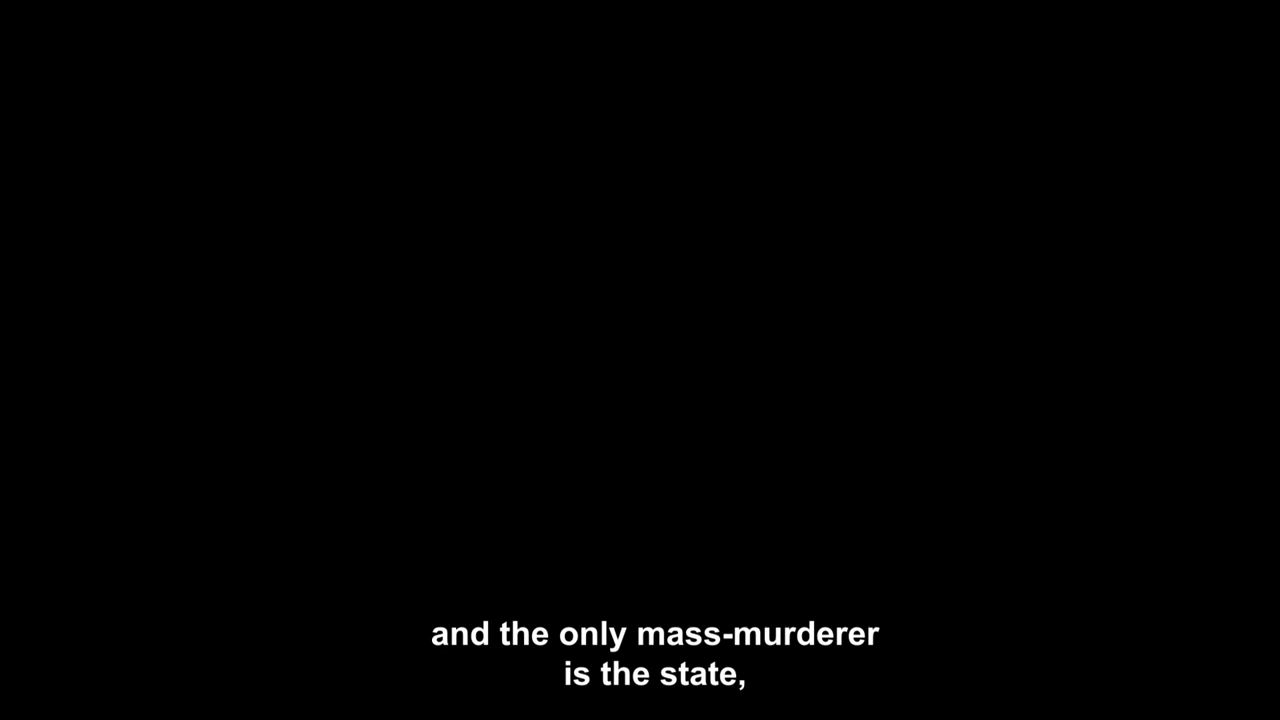 and the only mass-murderer
is the state,